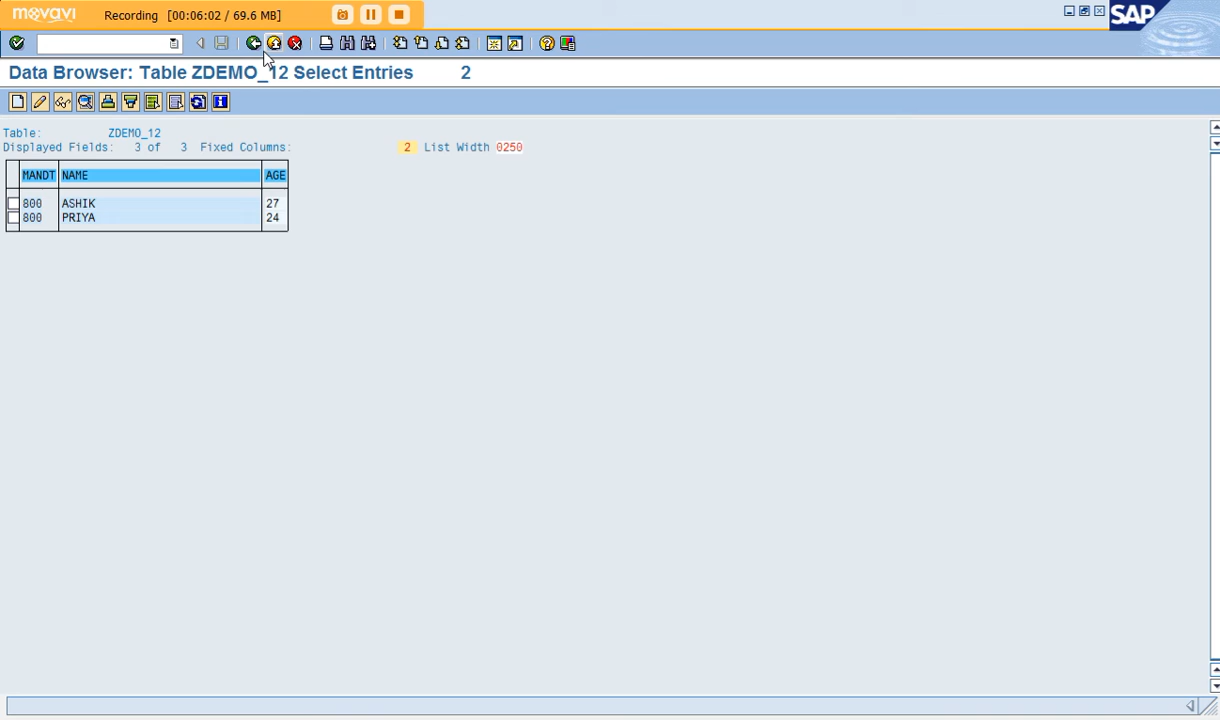 movavi Recording [00:06:02 / 69.6 MB]
SAP
Data Browser: Table ZDEMO_12 Select Entries 2
Table: ZDEMO_12
Displayed Fields: 3 of 3 Fixed Columns: 2 List Width 0250
MANDT NAME AGE
800 ASHIK 27
800 PRIYA 24